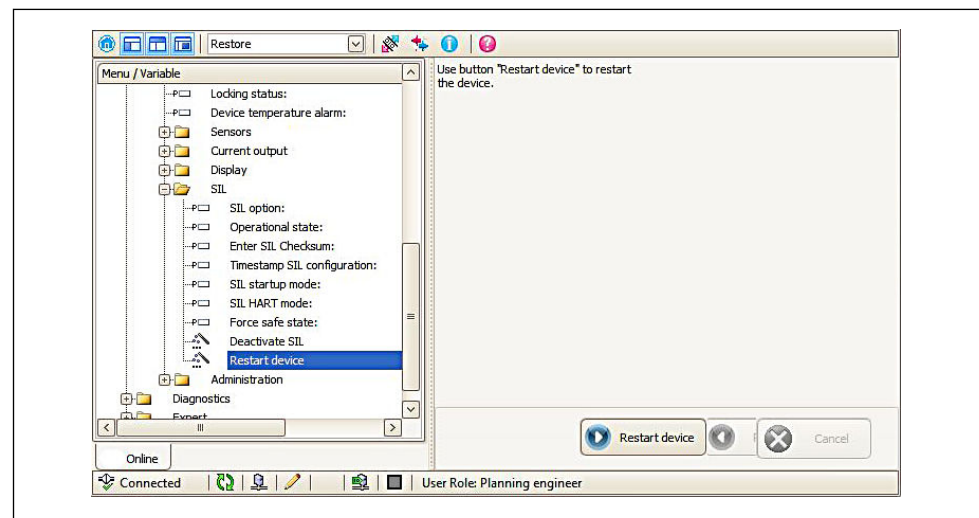 Restore
Menu / Variable
Locking status:
Device temperature alarm:
Sensors
Current output
Display
SIL
SIL option:
Operational state:
Enter SIL Checksum:
Timestamp SIL configuration:
SIL startup mode:
SIL HART mode:
Force safe state:
Deactivate SIL
Restart device
Administration
Diagnostics
Expert
Use button "Restart device" to restart
the device.
Restart device
Cancel
Online
Connected
User Role: Planning engineer